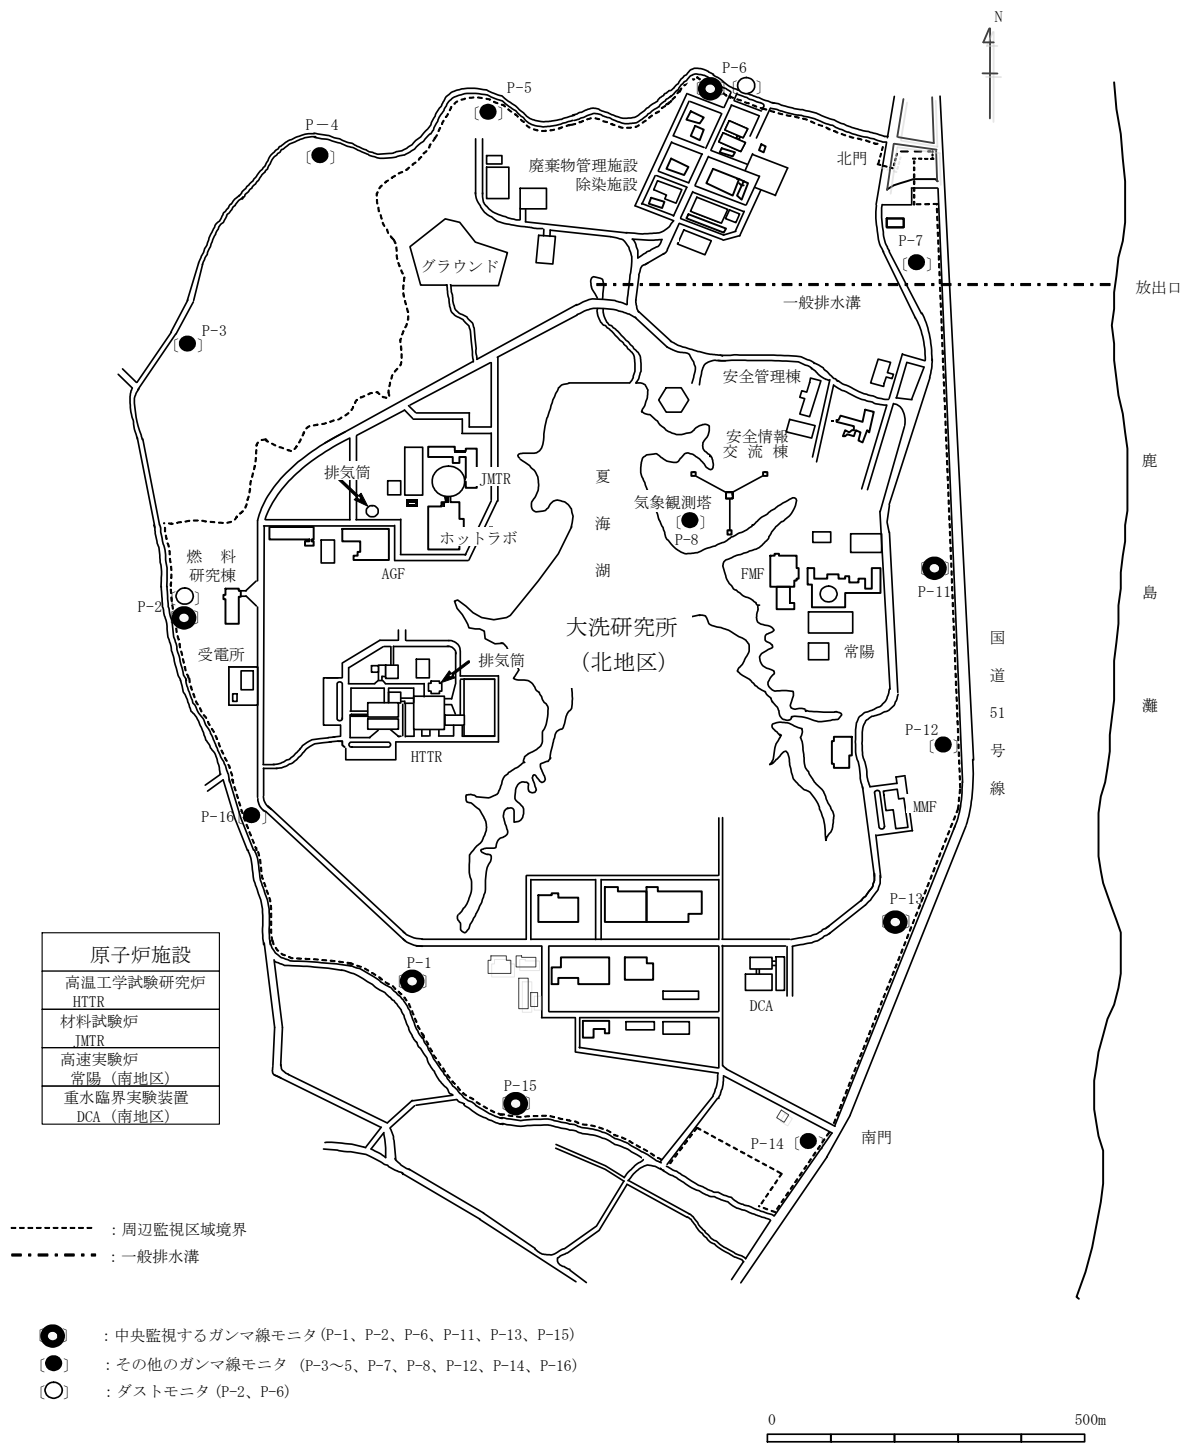 N
P-6
P-5
P－4
北門
廃棄物管理施設
除染施設
P-7
グラウンド
放出口
一般排水溝
P-3
安全管理棟
安全情報
交流棟
鹿島灘
排気筒
JMTR
夏海湖
気象観測塔
P-8
ホットラボ
燃料
研究棟
AGF
FMF
P-11
P-2
大洗研究所
(北地区)
国道51号線
受電所
排気筒
常陽
P-12
HTTR
MMF
P-16
P-13
原子炉施設
高温工学試験研究炉
HTTR
材料試験炉
JMTR
高速実験炉
常陽 (南地区)
重水臨界実験装置
DCA (南地区)
P-1
DCA
P-15
P-14
南門
：周辺監視区域境界
：一般排水溝
：中央監視するガンマ線モニタ(P-1、P-2、P-6、P-11、P-13、P-15)
：その他のガンマ線モニタ (P-3～5、P-7、P-8、P-12、P-14、P-16)
：ダストモニタ(P-2、P-6)
0 500m